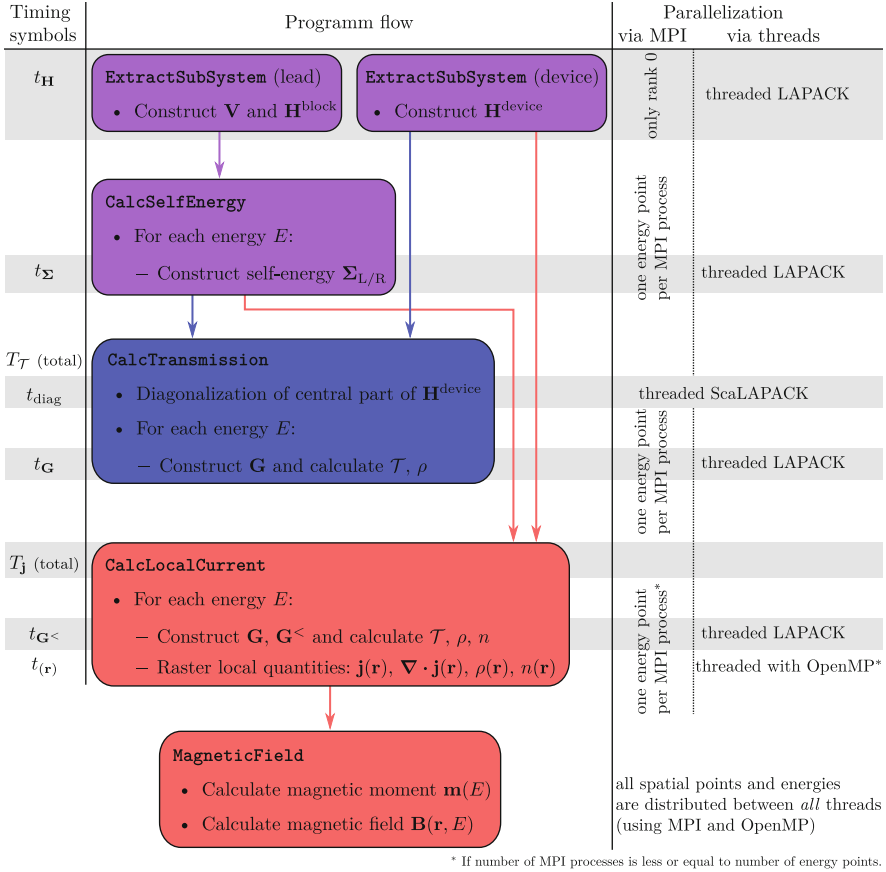 Timing symbols
Programm flow
Parallelization
via MPI
via threads
t_H
ExtractSubSystem (lead)
• Construct V and H^block
ExtractSubSystem (device)
• Construct H^device
only rank 0
threaded LAPACK
CalcSelfEnergy
• For each energy E:
one energy point
per MPI process
t_Σ
– Construct self-energy Σ_L/R
threaded LAPACK
T_𝒯 (total)
CalcTransmission
t_diag
• Diagonalization of central part of H^device
threaded ScaLAPACK
• For each energy E:
one energy point
per MPI process
t_G
– Construct G and calculate 𝒯, ρ
threaded LAPACK
T_j (total)
CalcLocalCurrent
• For each energy E:
one energy point
per MPI process*
t_G<
– Construct G, G^< and calculate 𝒯, ρ, n
threaded LAPACK
t_(r)
– Raster local quantities: j(r), ∇ · j(r), ρ(r), n(r)
threaded with OpenMP*
MagneticField
• Calculate magnetic moment m(E)
• Calculate magnetic field B(r, E)
all spatial points and energies
are distributed between all threads
(using MPI and OpenMP)
* If number of MPI processes is less or equal to number of energy points.